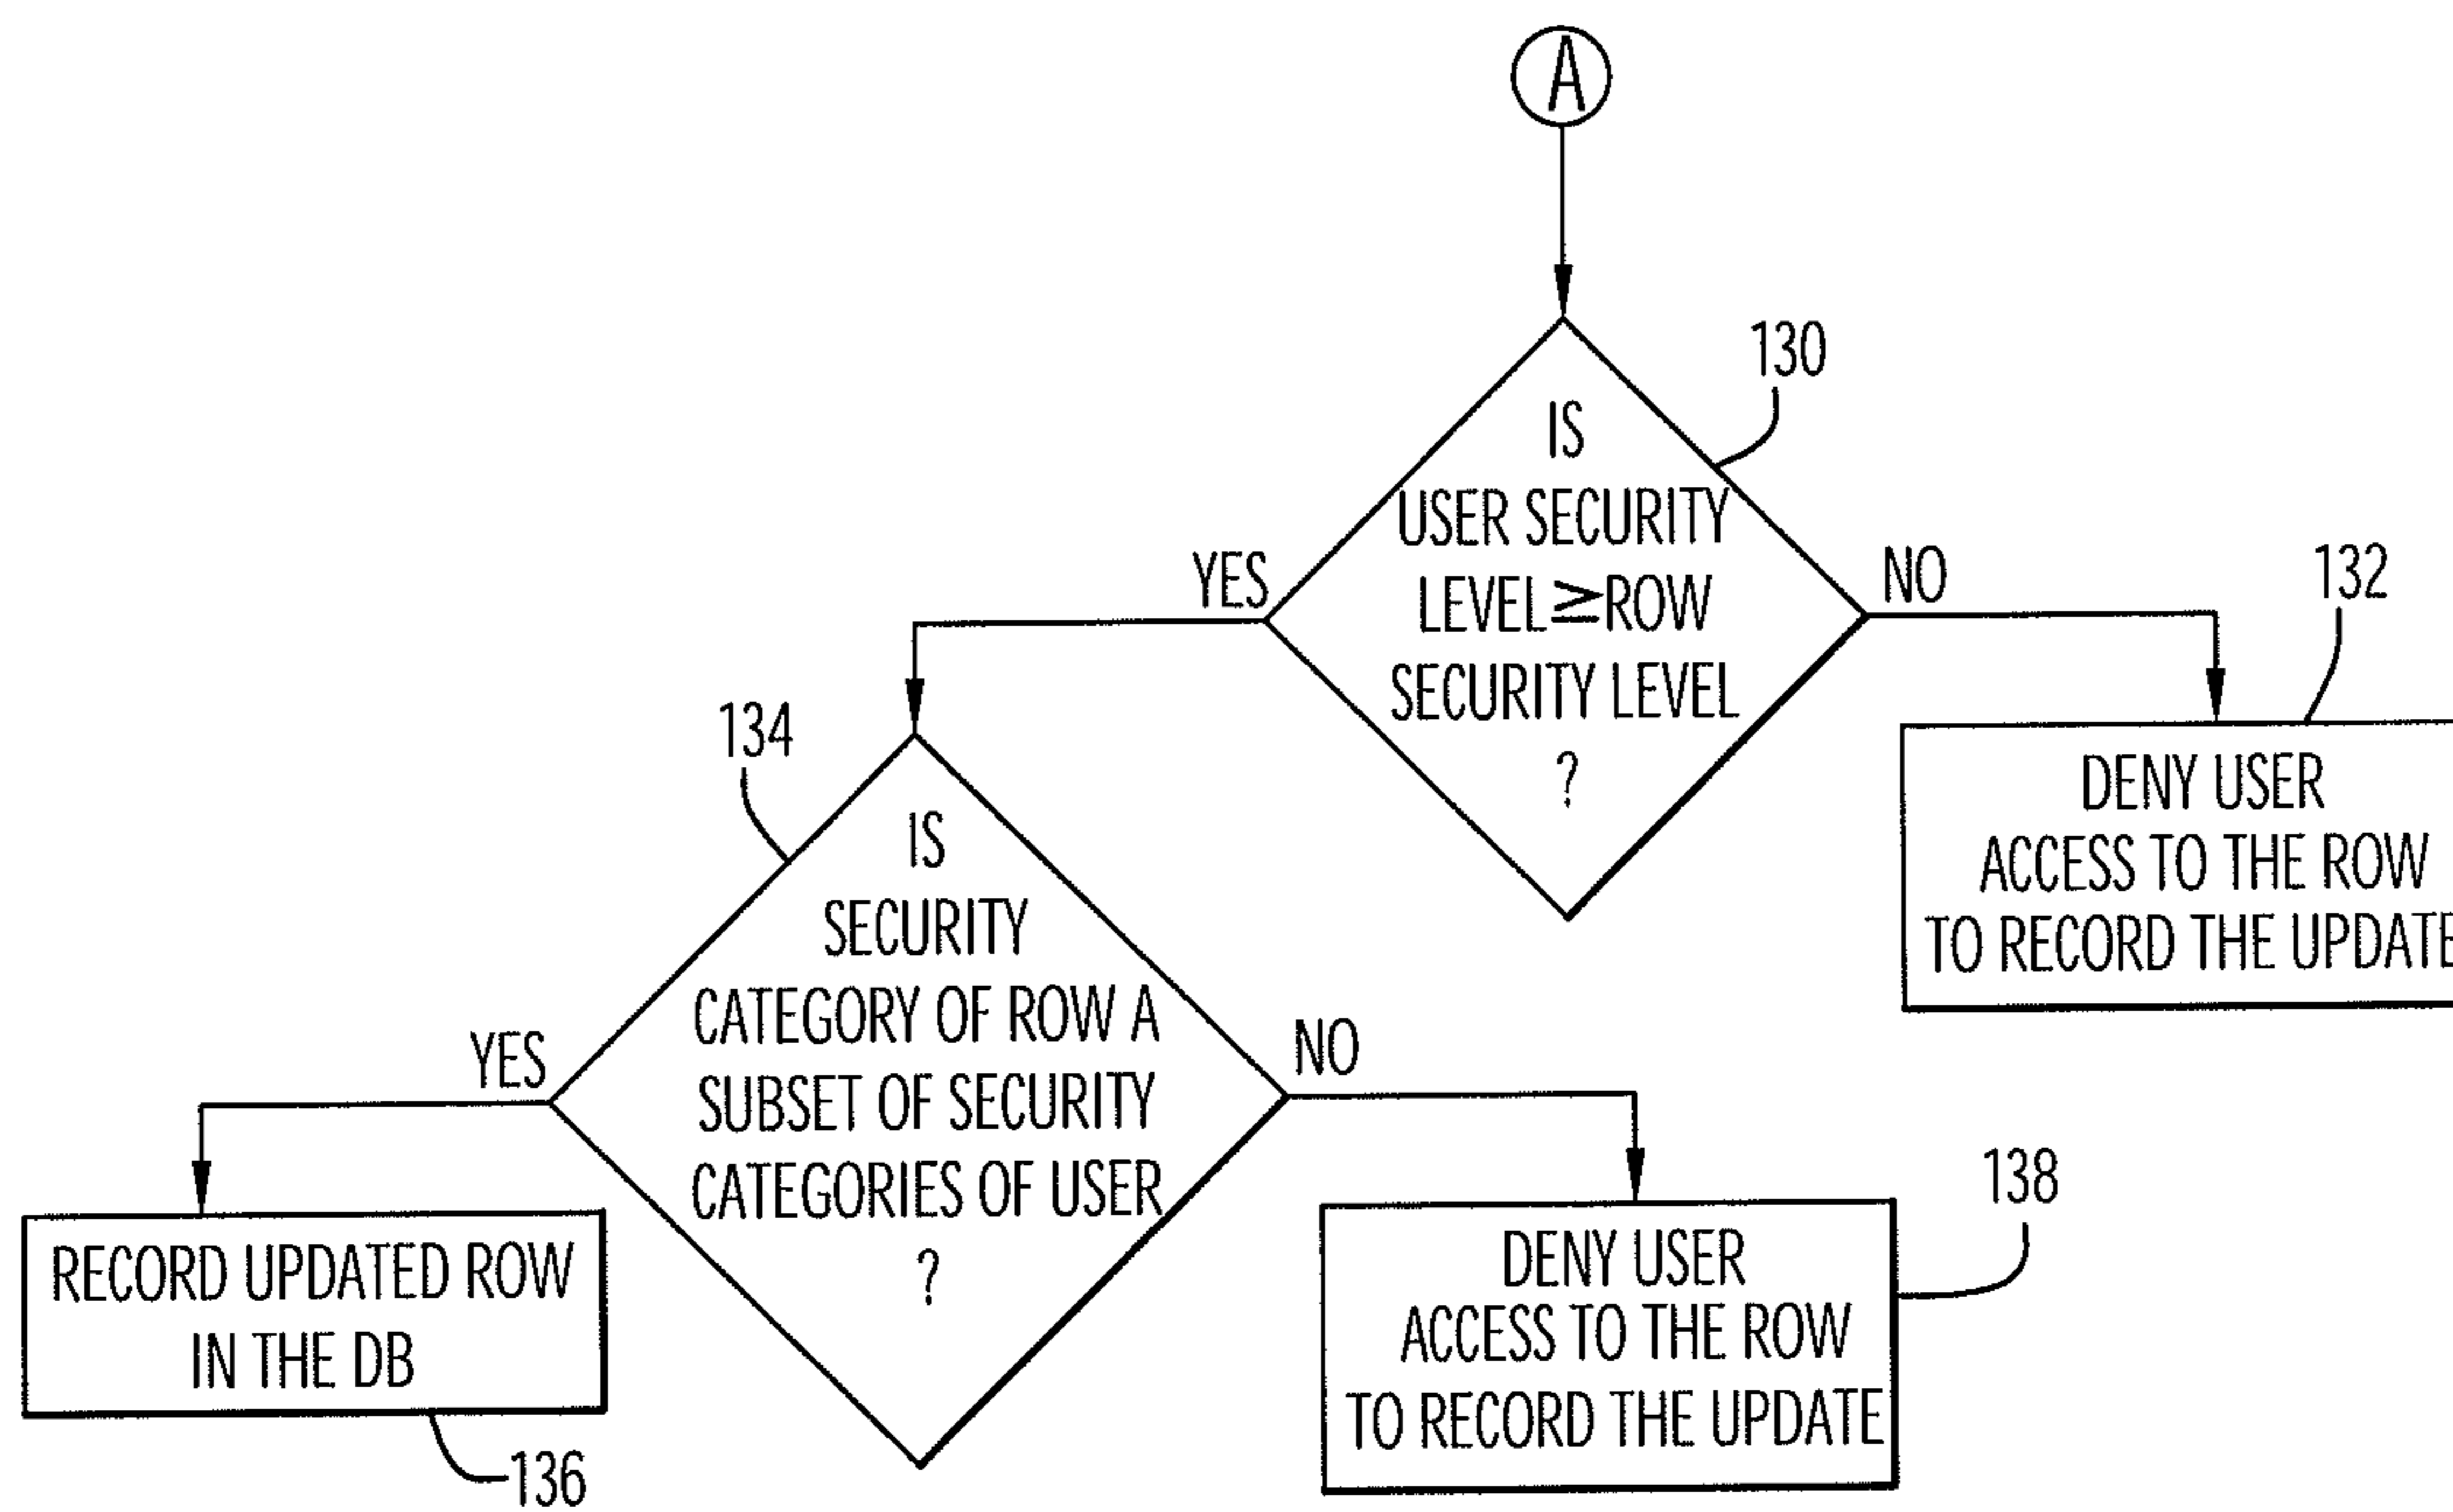 A
130
IS
USER SECURITY
LEVEL≥ROW
SECURITY LEVEL
?
YES
NO
132
DENY USER
ACCESS TO THE ROW
TO RECORD THE UPDATE
134
IS
SECURITY
CATEGORY OF ROW A
SUBSET OF SECURITY
CATEGORIES OF USER
?
YES
NO
RECORD UPDATED ROW
IN THE DB
136
138
DENY USER
ACCESS TO THE ROW
TO RECORD THE UPDATE